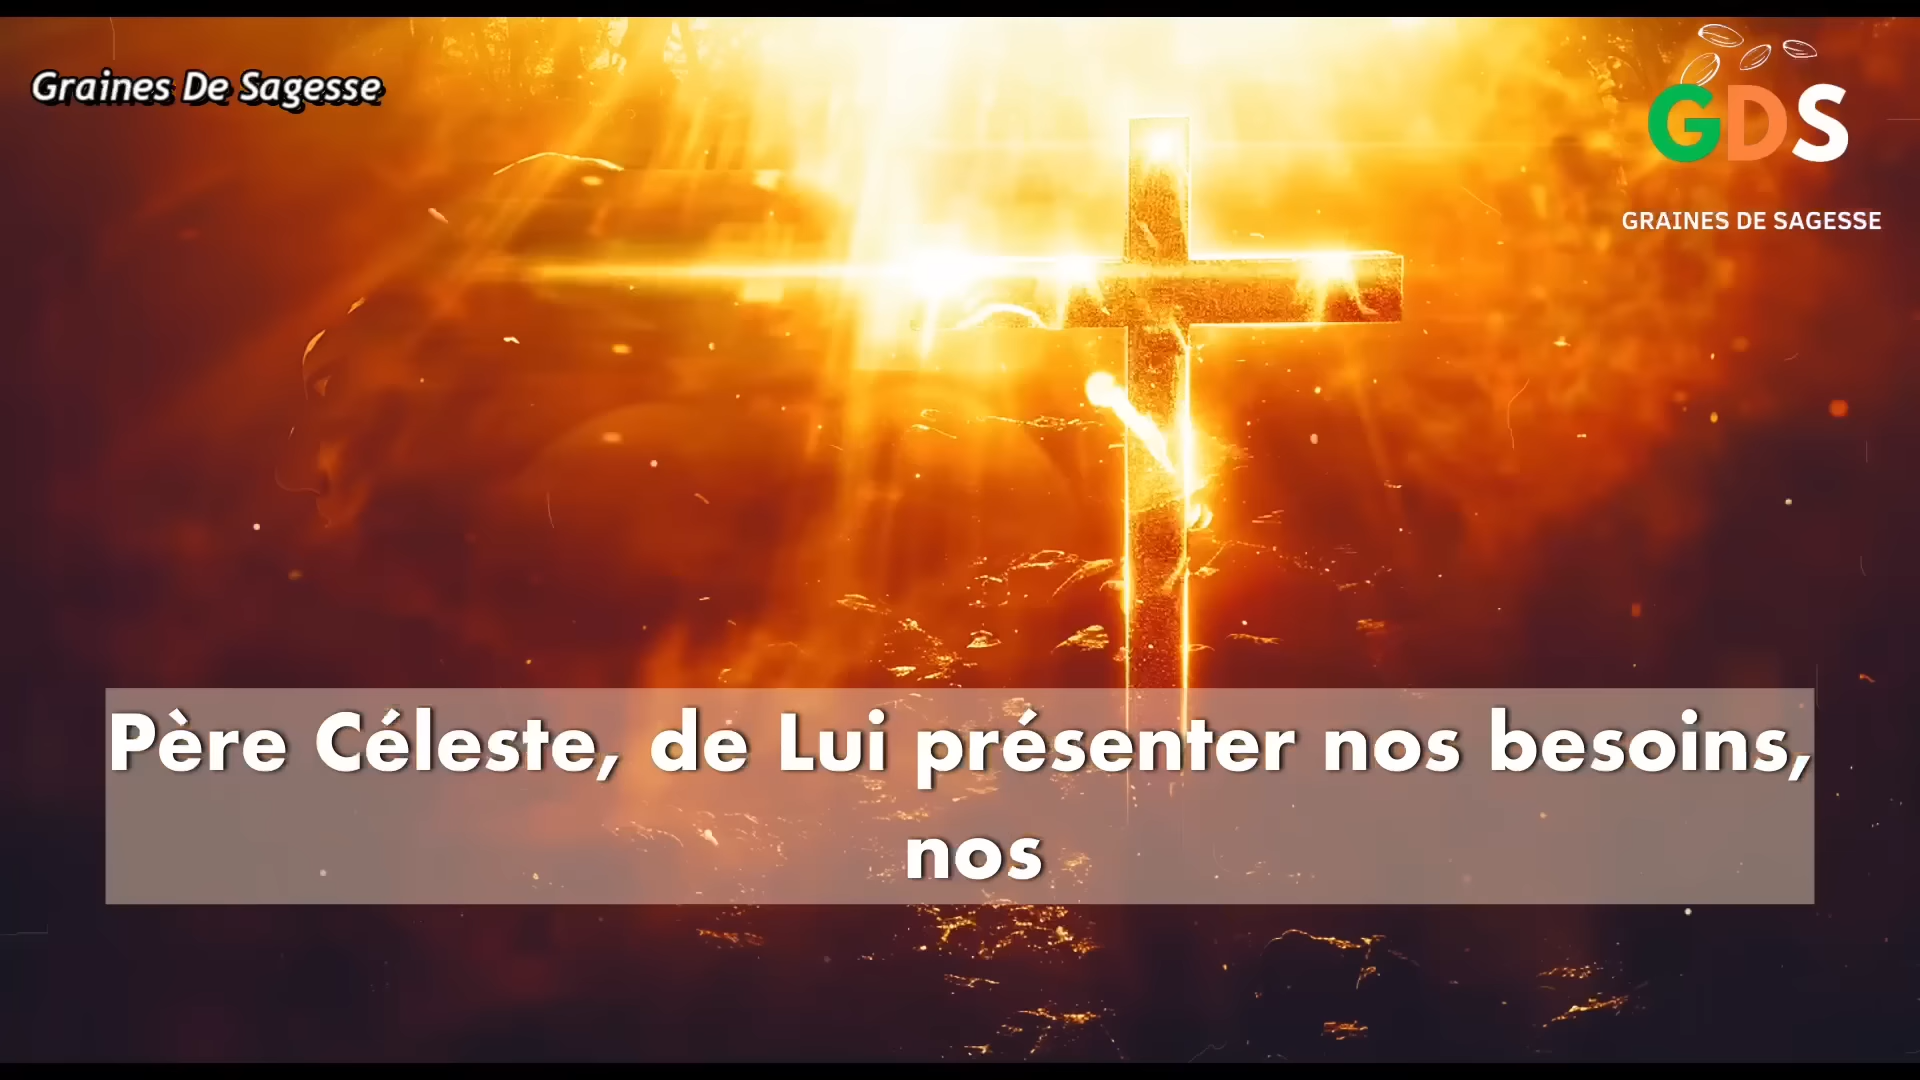 Graines De Sagesse
GDS
GRAINES DE SAGESSE
Père Céleste, de Lui présenter nos besoins,
nos